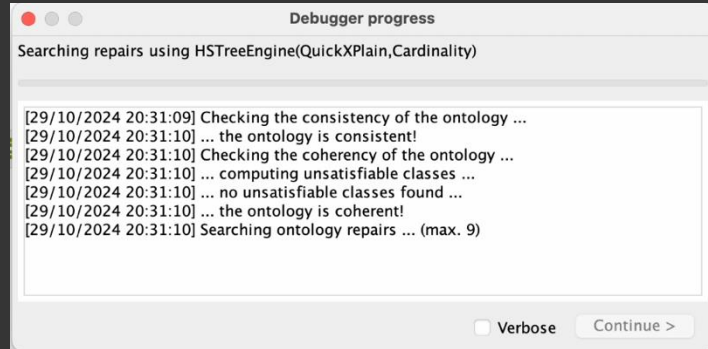 Debugger progress
Searching repairs using HSTreeEngine(QuickXPlain,Cardinality)
[29/10/2024 20:31:09] Checking the consistency of the ontology ...
[29/10/2024 20:31:10] ... the ontology is consistent!
[29/10/2024 20:31:10] Checking the coherency of the ontology ...
[29/10/2024 20:31:10] ... computing unsatisfiable classes ...
[29/10/2024 20:31:10] ... no unsatisfiable classes found ...
[29/10/2024 20:31:10] ... the ontology is coherent!
[29/10/2024 20:31:10] Searching ontology repairs ... (max. 9)
Verbose Continue >